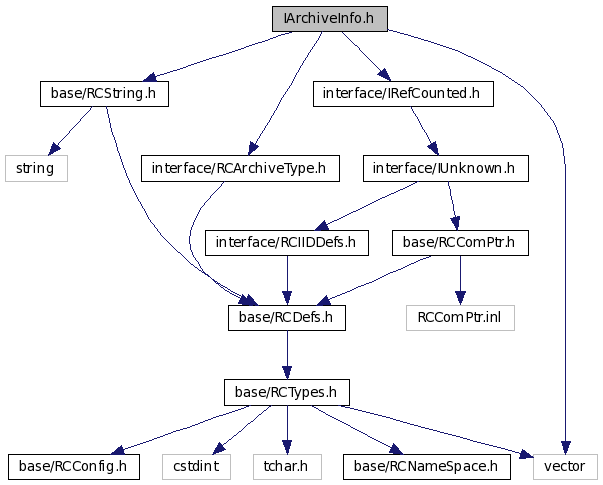 IArchiveInfo.h
base/RCString.h
interface/IRefCounted.h
string
interface/RCArchiveType.h
interface/IUnknown.h
interface/RCIIDDefs.h
base/RCComPtr.h
base/RCDefs.h
RCComPtr.inl
base/RCTypes.h
base/RCConfig.h
cstdint
tchar.h
base/RCNameSpace.h
vector